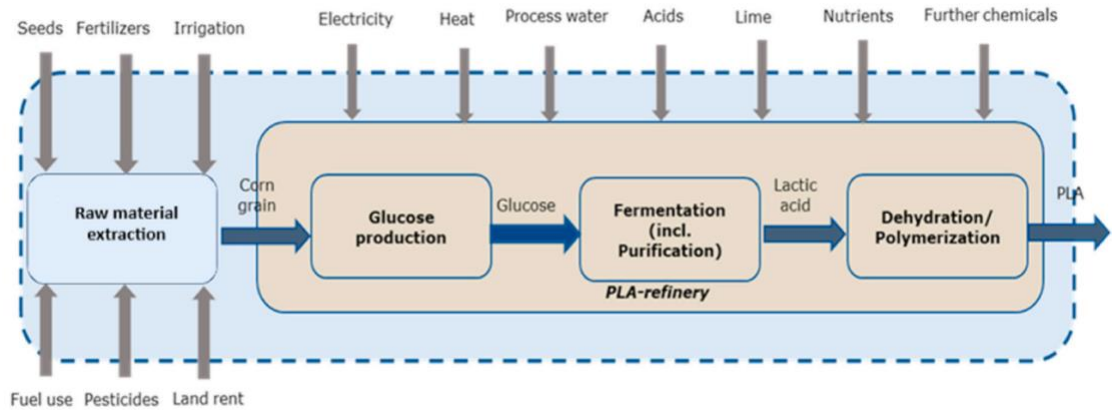 Seeds Fertilizers Irrigation Electricity Heat Process water Acids Lime Nutrients Further chemicals
Raw material
extraction
Corn
grain
Glucose
production
Glucose
Fermentation
(incl.
Purification)
Lactic
acid
Dehydration/
Polymerization
PLA
PLA-refinery
Fuel use Pesticides Land rent